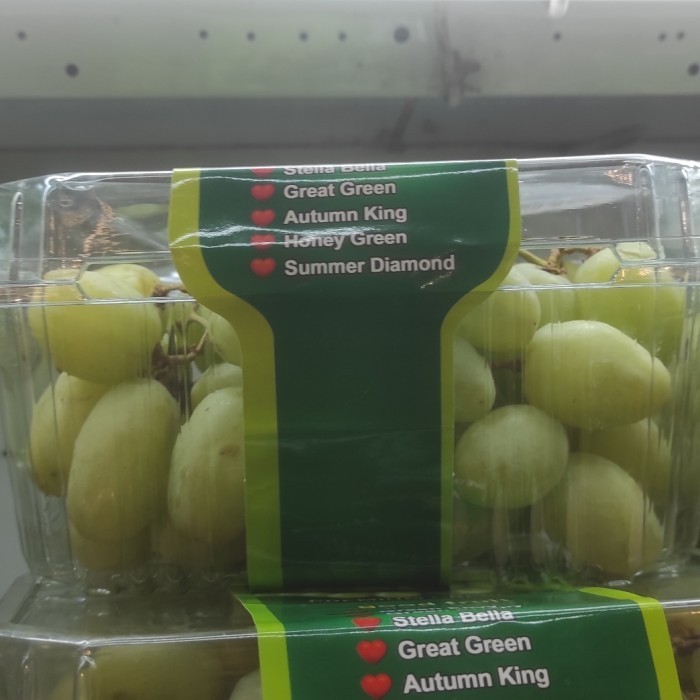 Stella Bella
Great Green
Autumn King
Honey Green
Summer Diamond
Stella Bella
Great Green
Autumn King